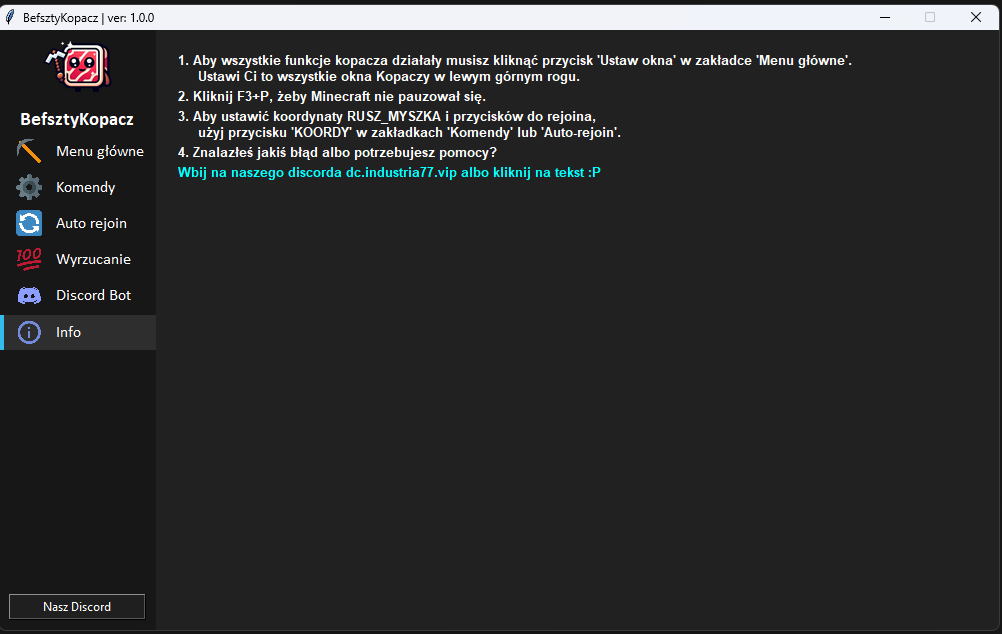 BefsztyKopacz | ver: 1.0.0
BefsztyKopacz
Menu główne
Komendy
Auto rejoin
100
Wyrzucanie
Discord Bot
Info
Nasz Discord
1. Aby wszystkie funkcje kopacza działały musisz kliknąć przycisk 'Ustaw okna' w zakładce 'Menu główne'.
Ustawi Ci to wszystkie okna Kopaczy w lewym górnym rogu.
2. Kliknij F3+P, żeby Minecraft nie pauzował się.
3. Aby ustawić koordynaty RUSZ_MYSZKA i przycisków do rejoina,
użyj przycisku 'KOORDY' w zakładkach 'Komendy' lub 'Auto-rejoin'.
4. Znalazłeś jakiś błąd albo potrzebujesz pomocy?
Wbij na naszego discorda dc.industria77.vip albo kliknij na tekst :P